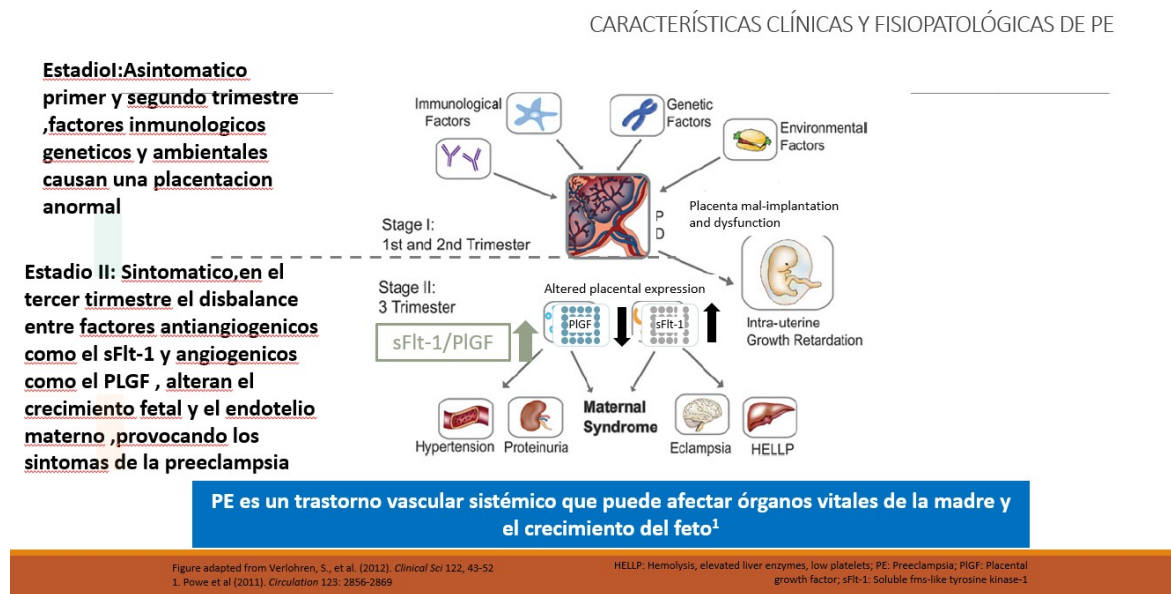 CARACTERÍSTICAS CLÍNICAS Y FISIOPATOLÓGICAS DE PE
EstadioI:Asintomatico
primer y segundo trimestre
,factores inmunologicos
geneticos y ambientales
causan una placentacion
anormal
Estadio II: Sintomatico,en el
tercer tirmestre el disbalance
entre factores antiangiogenicos
como el sFlt-1 y angiogenicos
como el PLGF , alteran el
crecimiento fetal y el endotelio
materno ,provocando los
sintomas de la preeclampsia
Immunological
Factors
Genetic
Factors
Environmental
Factors
Placenta mal-implantation
and dysfunction
P
D
Stage I:
1st and 2nd Trimester
Stage II:
3 Trimester
Altered placental expression
sFlt-1/PlGF
PlGF
sFlt-1
Intra-uterine
Growth Retardation
Hypertension
Proteinuria
Maternal
Syndrome
Eclampsia
HELLP
PE es un trastorno vascular sistémico que puede afectar órganos vitales de la madre y
el crecimiento del feto1
Figure adapted from Verlohren, S., et al. (2012). Clinical Sci 122, 43-52
1. Powe et al (2011). Circulation 123: 2856-2869
HELLP: Hemolysis, elevated liver enzymes, low platelets; PE: Preeclampsia; PlGF: Placental
growth factor; sFlt-1: Soluble fms-like tyrosine kinase-1